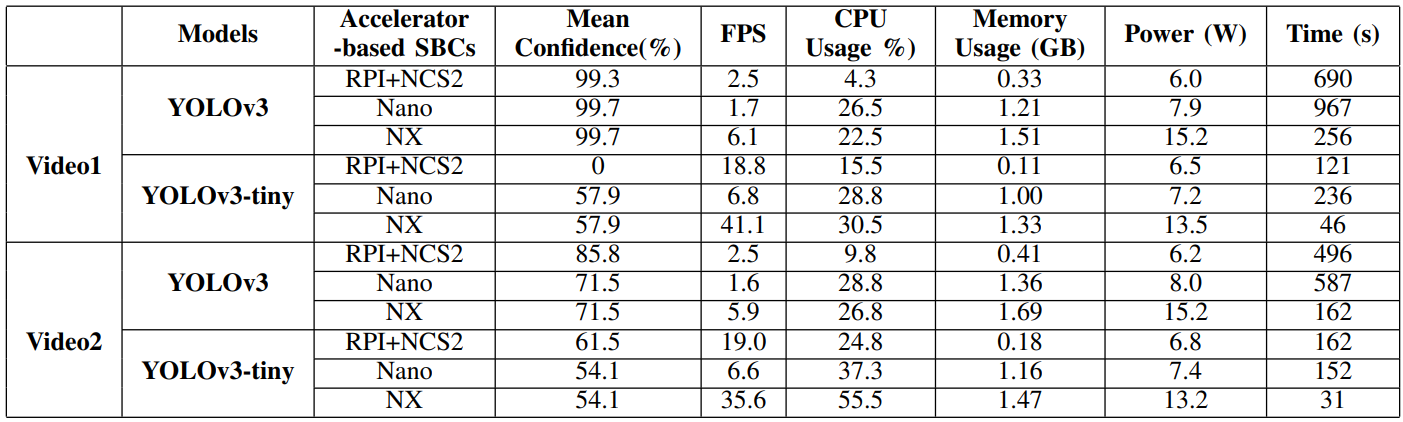 Models Accelerator -based SBCs Mean Confidence(%) FPS CPU Usage %) Memory Usage (GB) Power (W) Time (s)
Video1 YOLOv3 RPI+NCS2 99.3 2.5 4.3 0.33 6.0 690
Nano 99.7 1.7 26.5 1.21 7.9 967
NX 99.7 6.1 22.5 1.51 15.2 256
YOLOv3-tiny RPI+NCS2 0 18.8 15.5 0.11 6.5 121
Nano 57.9 6.8 28.8 1.00 7.2 236
NX 57.9 41.1 30.5 1.33 13.5 46
Video2 YOLOv3 RPI+NCS2 85.8 2.5 9.8 0.41 6.2 496
Nano 71.5 1.6 28.8 1.36 8.0 587
NX 71.5 5.9 26.8 1.69 15.2 162
YOLOv3-tiny RPI+NCS2 61.5 19.0 24.8 0.18 6.8 162
Nano 54.1 6.6 37.3 1.16 7.4 152
NX 54.1 35.6 55.5 1.47 13.2 31